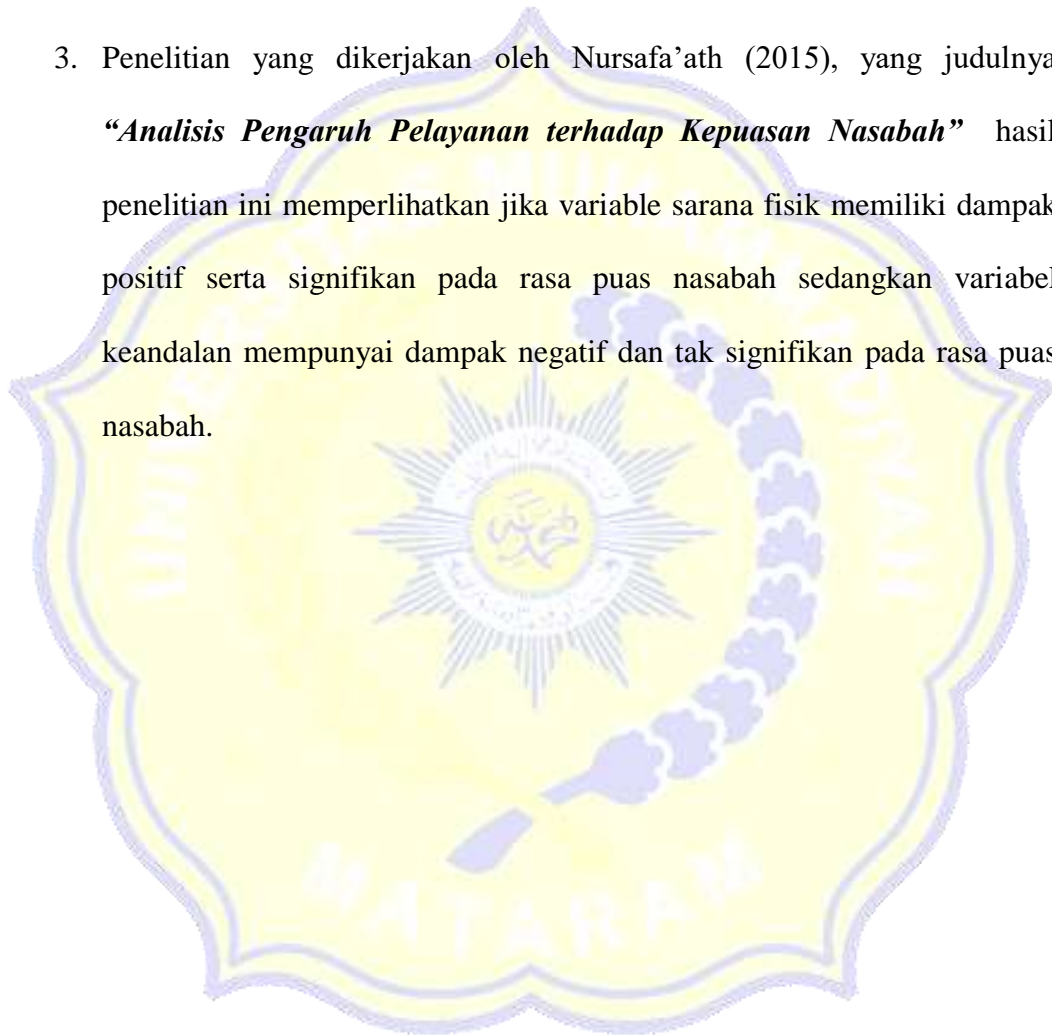 3. Penelitian yang dikerjakan oleh Nursafa’ath (2015), yang judulnya
“Analisis Pengaruh Pelayanan terhadap Kepuasan Nasabah” hasil
penelitian ini memperlihatkan jika variable sarana fisik memiliki dampak
positif serta signifikan pada rasa puas nasabah sedangkan variabel
keandalan mempunyai dampak negatif dan tak signifikan pada rasa puas
nasabah.
UNIVERSITAS MUHAMMADIYAH
MATARAM